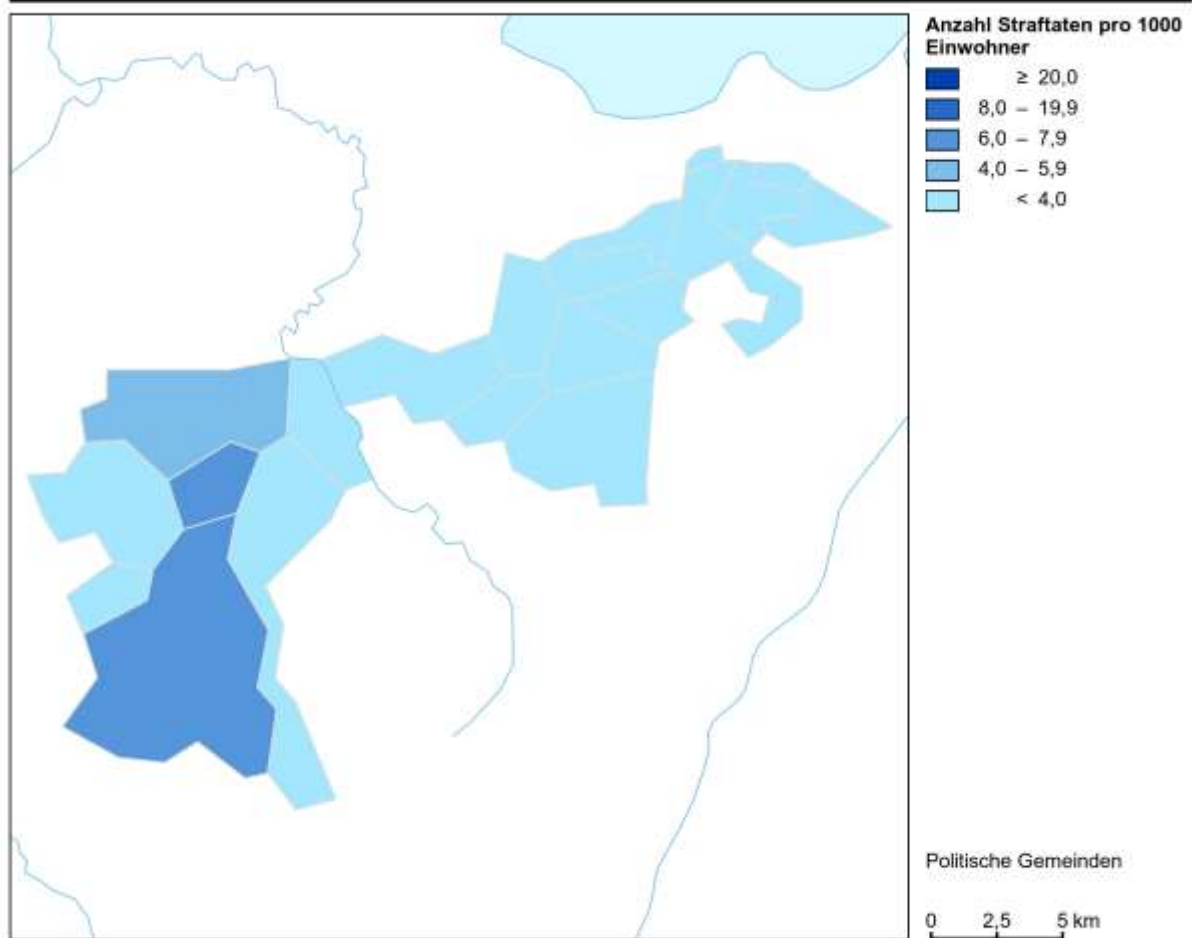 Anzahl Straftaten pro 1000
Einwohner
≥ 20,0
8,0 – 19,9
6,0 – 7,9
4,0 – 5,9
< 4,0
Politische Gemeinden
0 2,5 5 km